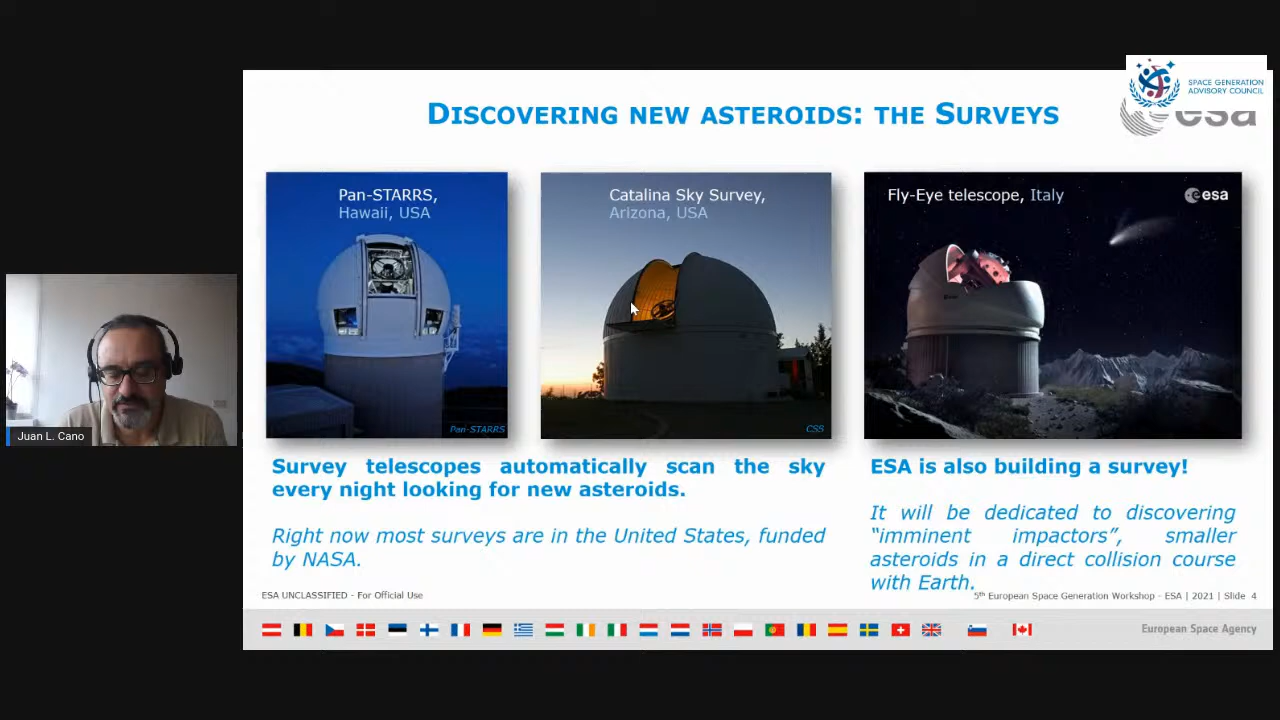 SPACE GENERATION
ADVISORY COUNCIL
esa
DISCOVERING NEW ASTEROIDS: THE SURVEYS
Pan-STARRS,
Hawaii, USA
Pan-STARRS
Catalina Sky Survey,
Arizona, USA
CSS
Fly-Eye telescope, Italy
esa
Juan L. Cano
Survey telescopes automatically scan the sky
every night looking for new asteroids.
Right now most surveys are in the United States, funded
by NASA.
ESA is also building a survey!
It will be dedicated to discovering
“imminent impactors”, smaller
asteroids in a direct collision course
with Earth.
ESA UNCLASSIFIED - For Official Use
5th European Space Generation Workshop - ESA | 2021 | Slide 4
European Space Agency